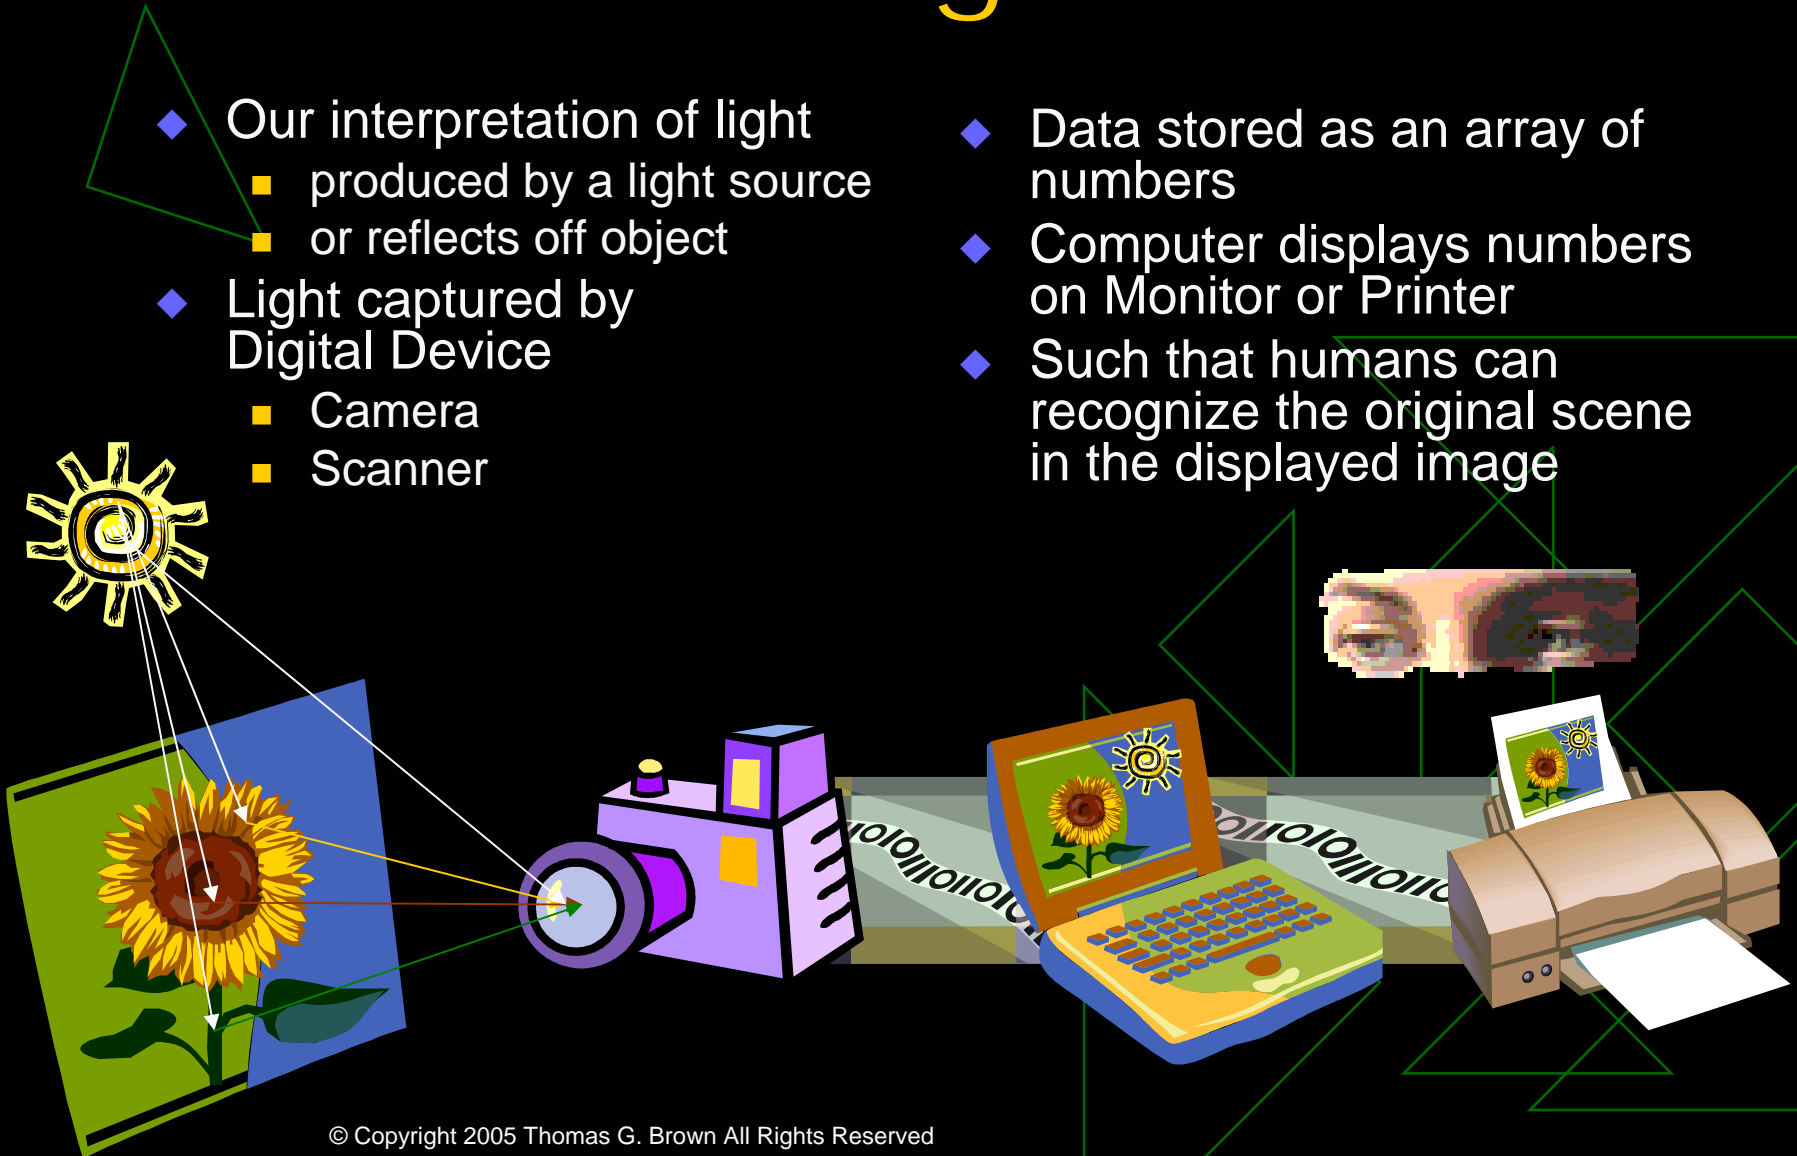 Our interpretation of light
produced by a light source
or reflects off object
Light captured by
Digital Device
Camera
Scanner
Data stored as an array of
numbers
Computer displays numbers
on Monitor or Printer
Such that humans can
recognize the original scene
in the displayed image
© Copyright 2005 Thomas G. Brown All Rights Reserved